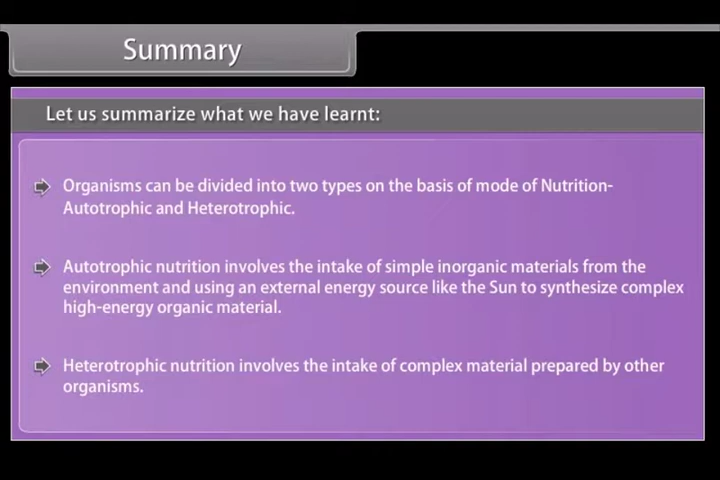 Summary
Let us summarize what we have learnt:
Organisms can be divided into two types on the basis of mode of Nutrition-
Autotrophic and Heterotrophic.
Autotrophic nutrition involves the intake of simple inorganic materials from the
environment and using an external energy source like the Sun to synthesize complex
high-energy organic material.
Heterotrophic nutrition involves the intake of complex material prepared by other
organisms.